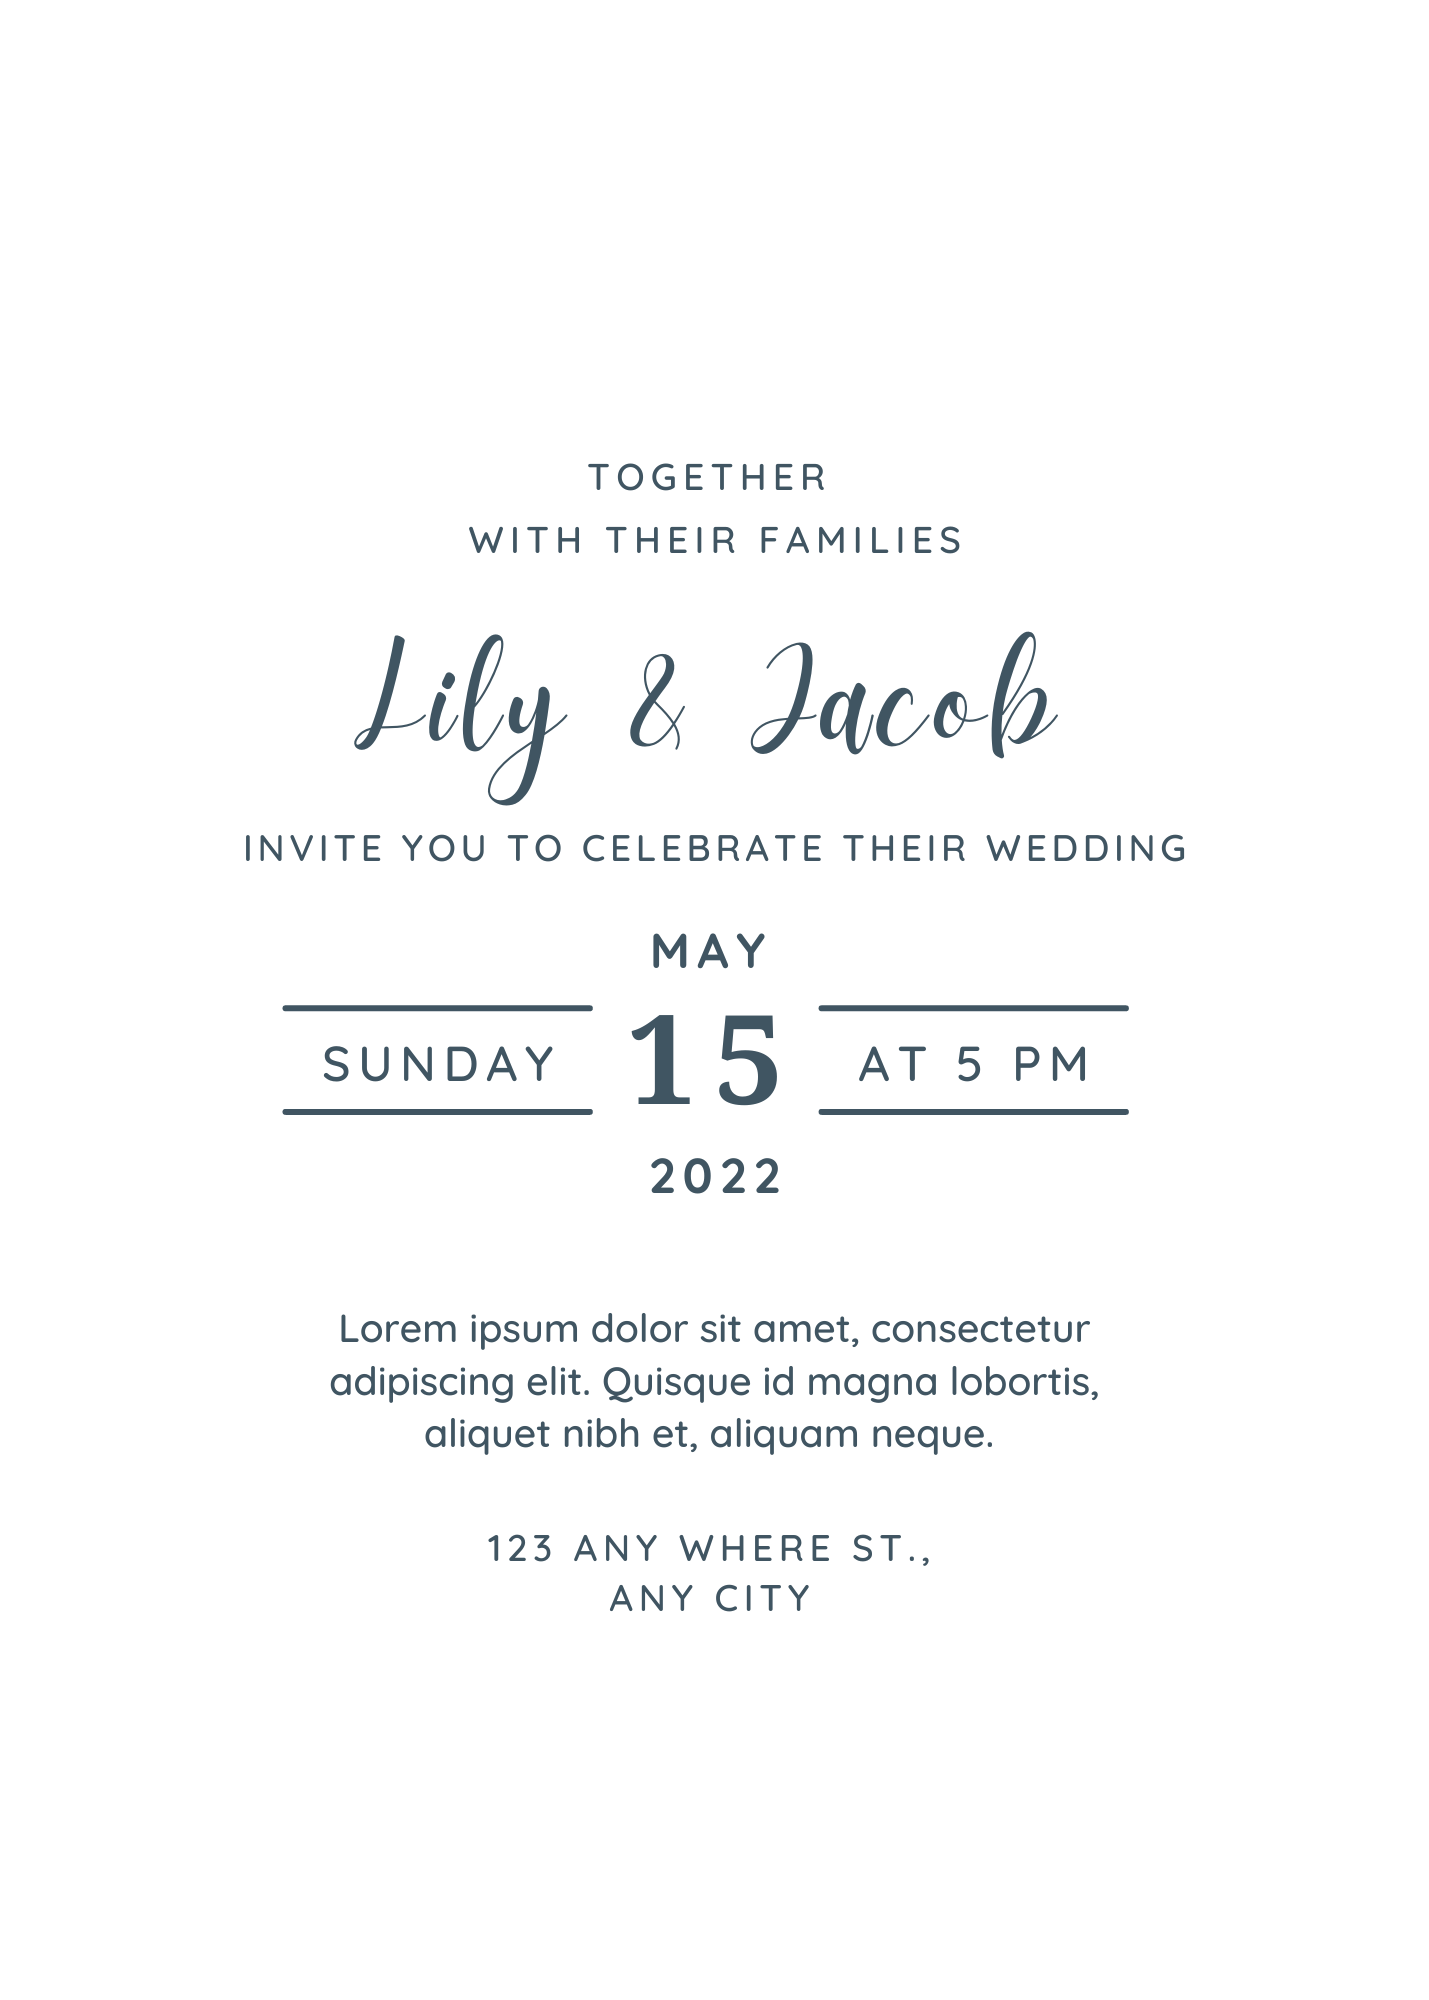 TOGETHER
WITH THEIR FAMILIES
Lily & Jacob
INVITE YOU TO CELEBRATE THEIR WEDDING
MAY
SUNDAY 15 AT 5 PM
2022
Lorem ipsum dolor sit amet, consectetur
adipiscing elit. Quisque id magna lobortis,
aliquet nibh et, aliquam neque.
123 ANY WHERE ST.,
ANY CITY